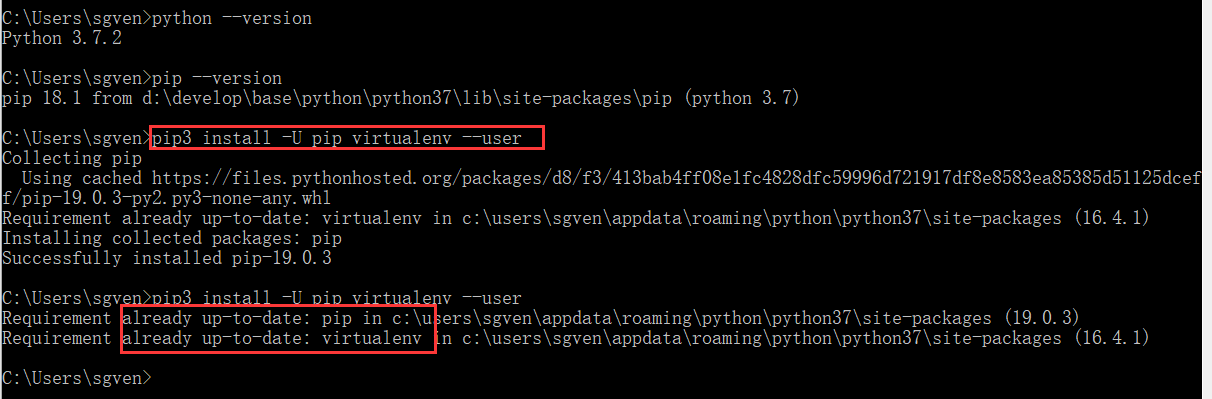 C:\Users\sgven>python --version
Python 3.7.2
C:\Users\sgven>pip --version
pip 18.1 from d:\develop\base\python\python37\lib\site-packages\pip (python 3.7)
C:\Users\sgven>pip3 install -U pip virtualenv --user
Collecting pip
  Using cached https://files.pythonhosted.org/packages/d8/f3/413bab4ff08e1fc4828dfc59996d721917df8e8583ea85385d51125dcef
f/pip-19.0.3-py2.py3-none-any.whl
Requirement already up-to-date: virtualenv in c:\users\sgven\appdata\roaming\python\python37\site-packages (16.4.1)
Installing collected packages: pip
Successfully installed pip-19.0.3
C:\Users\sgven>pip3 install -U pip virtualenv --user
Requirement already up-to-date: pip in c:\users\sgven\appdata\roaming\python\python37\site-packages (19.0.3)
Requirement already up-to-date: virtualenv in c:\users\sgven\appdata\roaming\python\python37\site-packages (16.4.1)
C:\Users\sgven>